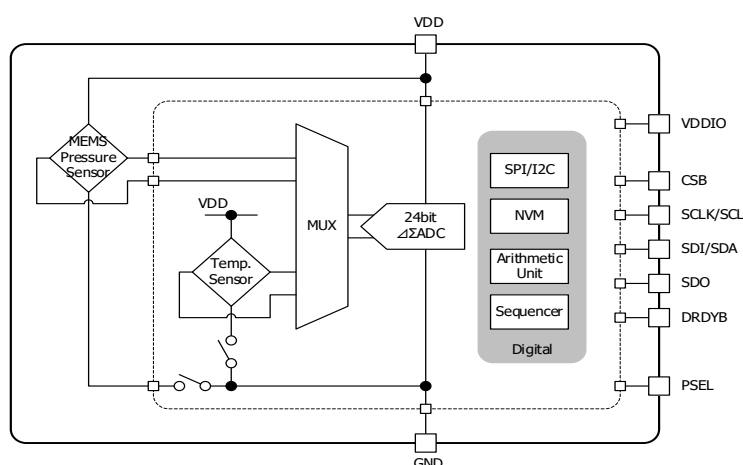 VDD
MEMS
Pressure
Sensor
VDDIO
SPI/I2C
CSB
VDD
MUX
24bit
⊿ΣADC
NVM
SCLK/SCL
Temp.
Sensor
Arithmetic
Unit
SDI/SDA
SDO
Sequencer
DRDYB
Digital
PSEL
GND